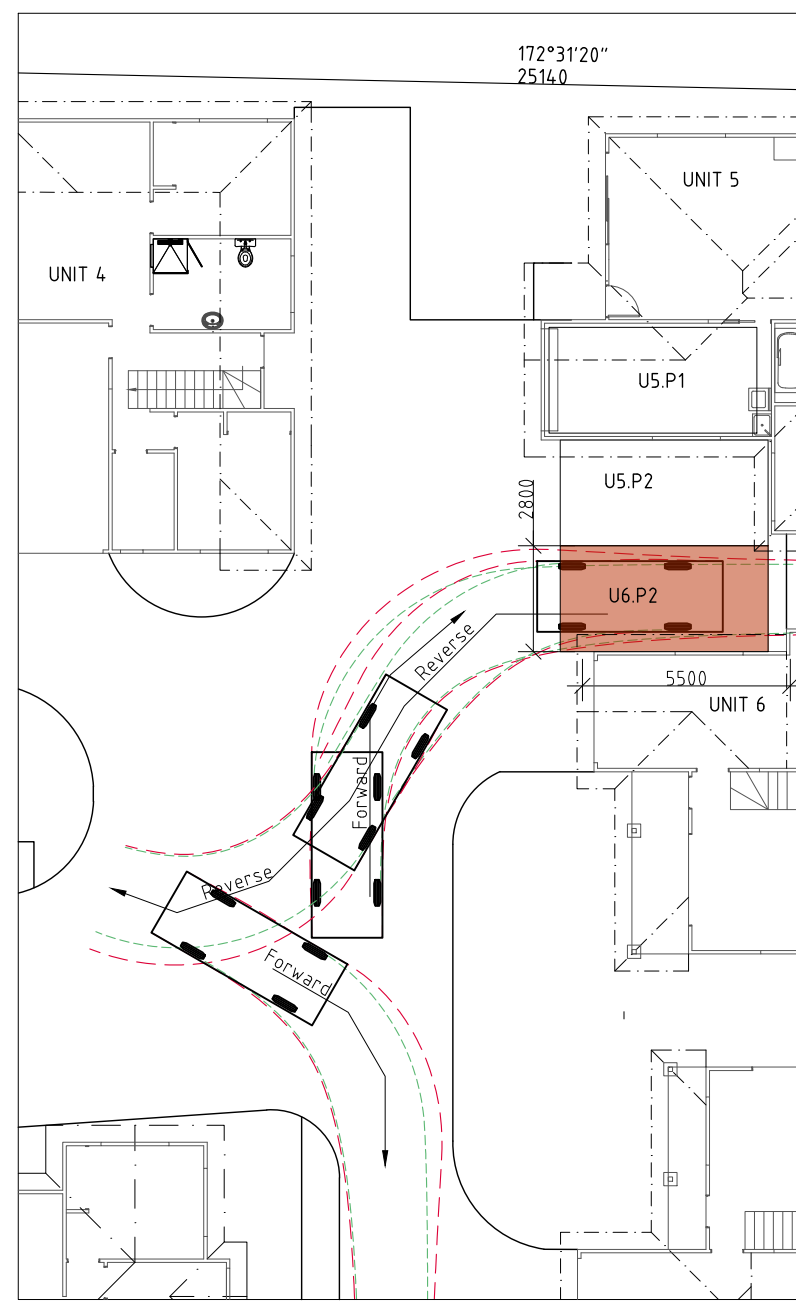 172°31'20"
25140
UNIT 5
UNIT 4
U5.P1
U5.P2
2800
U6.P2
Reverse
5500
UNIT 6
Forward
Reverse
Forward